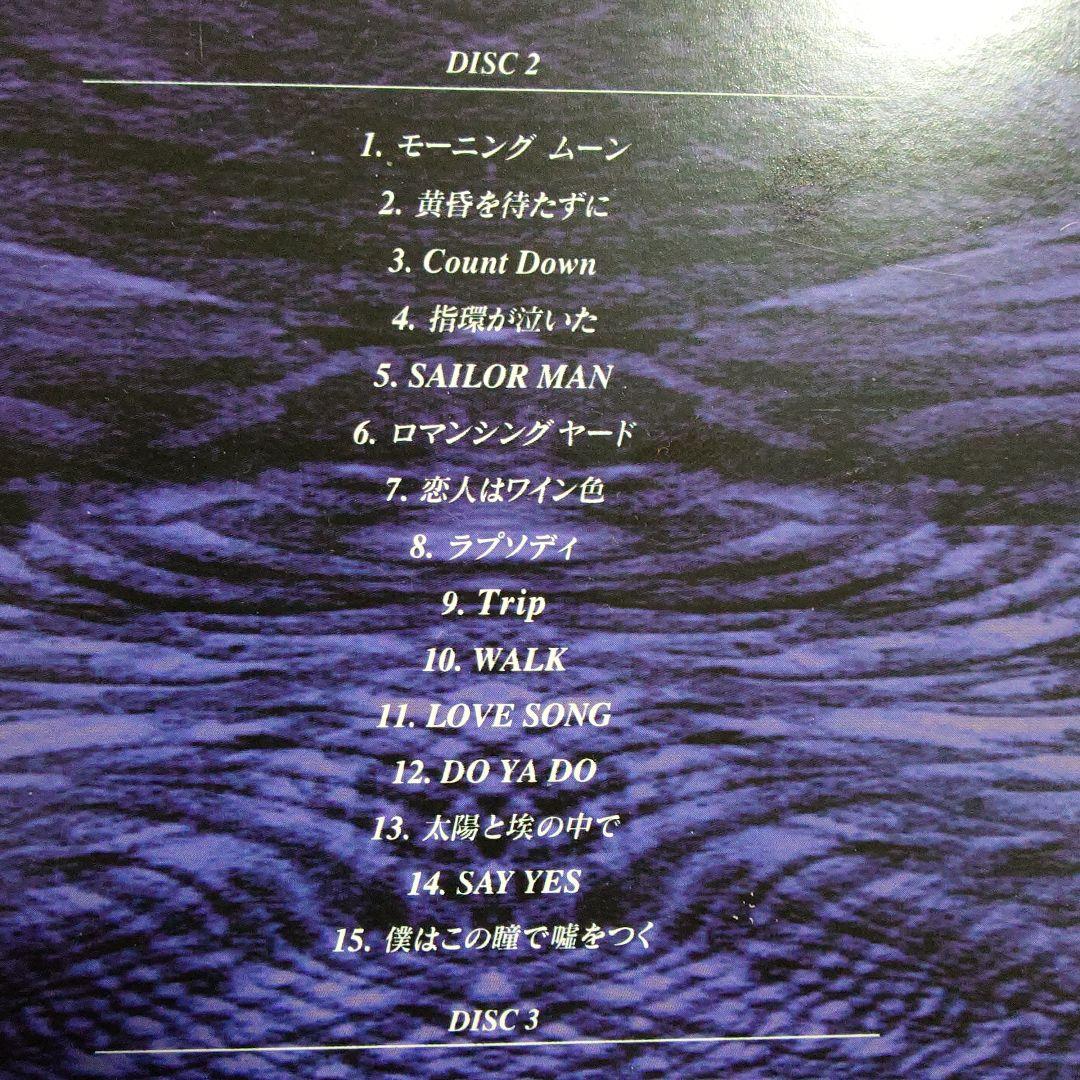 DISC 2
1. モーニング ムーン
2. 黄昏を待たずに
3. Count Down
4. 指環が泣いた
5. SAILOR MAN
6. ロマンシング ヤード
7. 恋人はワイン色
8. ラプソディ
9. Trip
10. WALK
11. LOVE SONG
12. DO YA DO
13. 太陽と埃の中で
14. SAY YES
15. 僕はこの瞳で嘘をつく
DISC 3